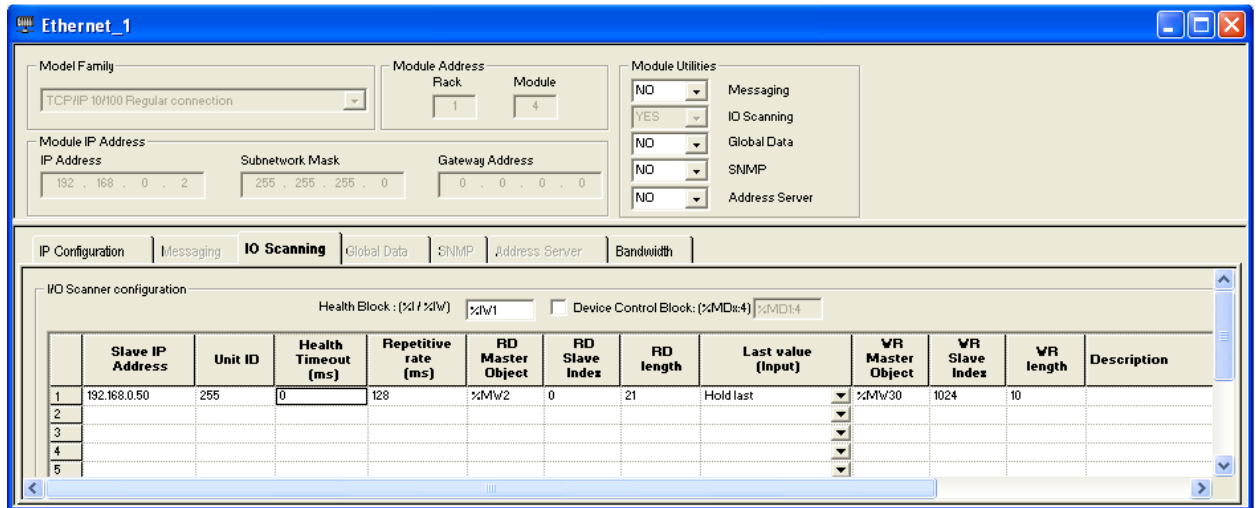 Ethernet_1
Model Family
TCP/IP 10/100 Regular connection
Module Address
Rack Module
1 4
Module Utilities
NO Messaging
YES IO Scanning
NO Global Data
NO SNMP
NO Address Server
Module IP Address
IP Address Subnetwork Mask Gateway Address
192 . 168 . 0 . 2 255 . 255 . 255 . 0 0 . 0 . 0 . 0
IP Configuration Messaging IO Scanning Global Data SNMP Address Server Bandwidth
I/O Scanner configuration
Health Block : (%I / %IW) %IW1 Device Control Block: (%MDx:4) %MD1:4
Slave IP Address Unit ID Health Timeout (ms) Repetitive rate (ms) RD Master Object RD Slave Index RD length Last value (Input) WR Master Object WR Slave Index WR length Description
1 192.168.0.50 255 0 128 %MW2 0 21 Hold last %MW30 1024 10
2
3
4
5